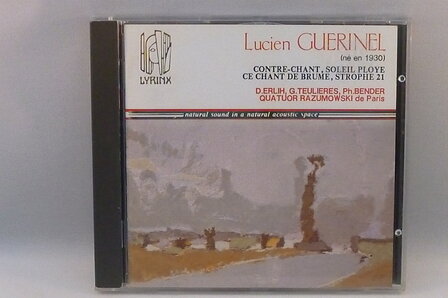 LYRINX
Lucien GUERINEL
(né en 1930)
CONTRE-CHANT, SOLEIL PLOYE
CE CHANT DE BRUME, STROPHE 21
D.ERLIH, G.TEULIERES, Ph.BENDER
QUATUOR RAZUMOWSKI de Paris
natural sound in a natural acoustic space